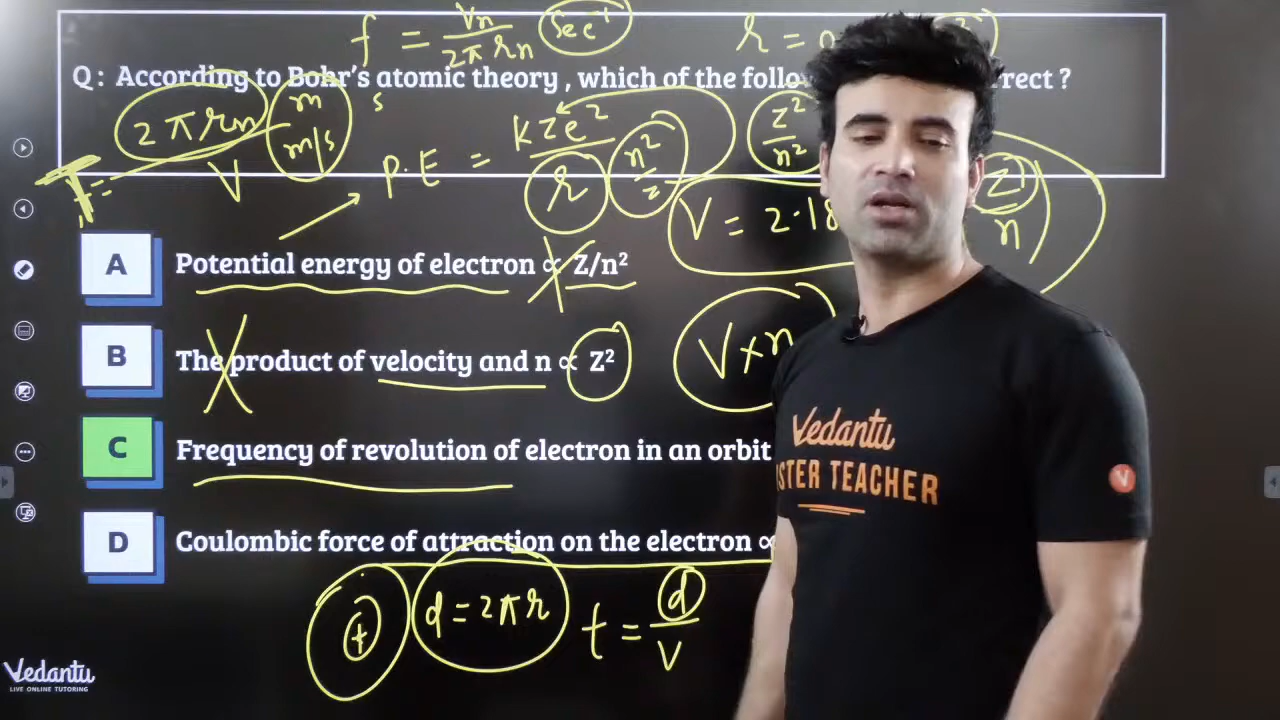 f = Vn / 2πrn sec⁻¹
r =
Q : According to Bohr's atomic theory , which of the follo
rrect ?
2πrn m s
T = V m/s
P.E = KZe² / r n² / z
z² / n²
V = 2.18
Z / n
A Potential energy of electron ∝ Z/n²
B The product of velocity and n ∝ Z²
V × n
C Frequency of revolution of electron in an orbit
D Coulombic force of attraction on the electron ∝
+ d = 2πr t = d / v
Vedantu
STER TEACHER
V
Vedantu
LIVE ONLINE TUTORING